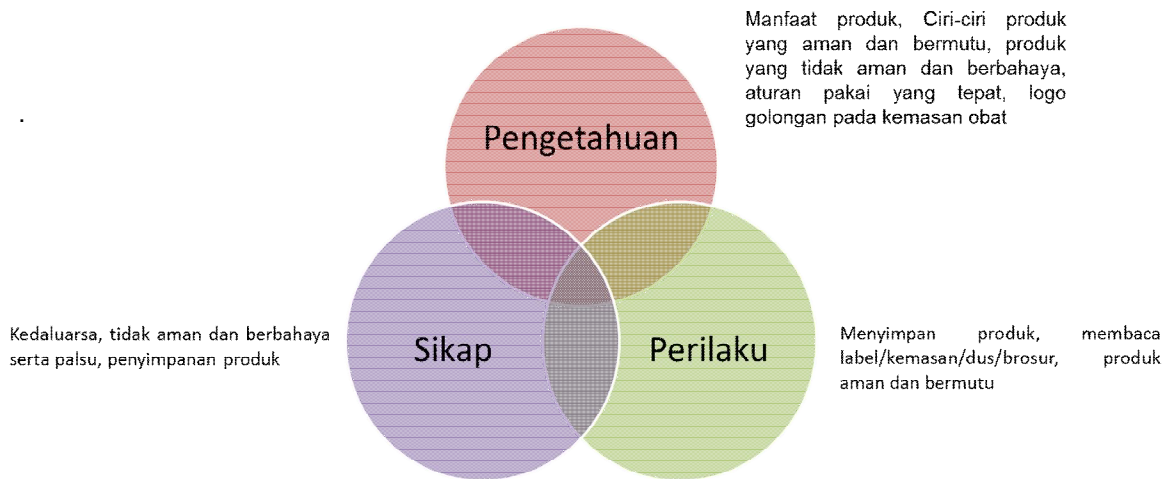 Manfaat produk, Ciri-ciri produk
yang aman dan bermutu, produk
yang tidak aman dan berbahaya,
aturan pakai yang tepat, logo
golongan pada kemasan obat
.
Pengetahuan
Kedaluarsa, tidak aman dan berbahaya
serta palsu, penyimpanan produk
Sikap
Perilaku
Menyimpan produk, membaca
label/kemasan/dus/brosur, produk
aman dan bermutu